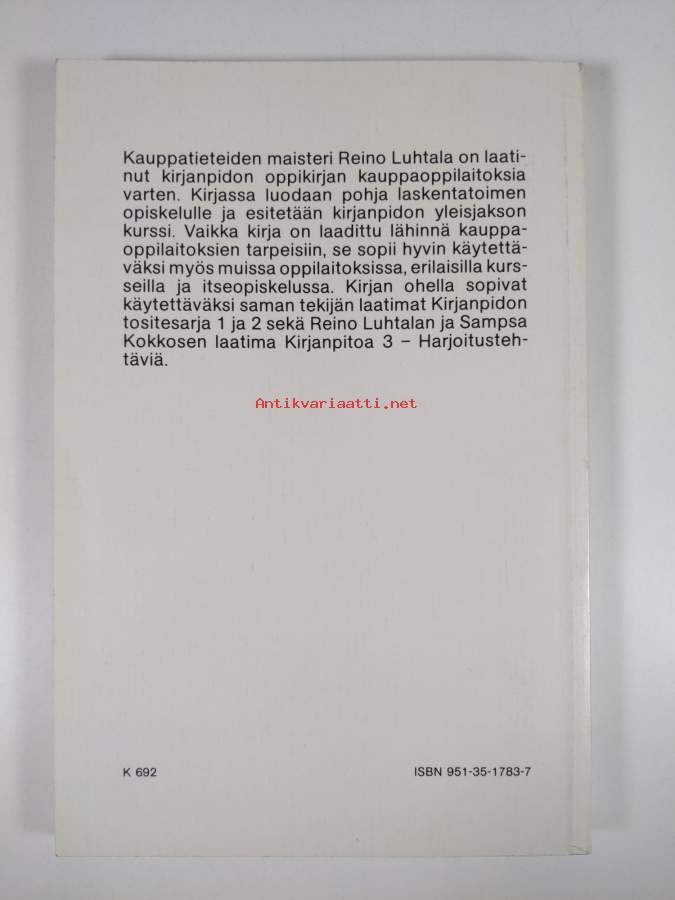 Kauppatieteiden maisteri Reino Luhtala on laati-
nut kirjanpidon oppikirjan kauppaoppilaitoksia
varten. Kirjassa luodaan pohja laskentatoimen
opiskelulle ja esitetään kirjanpidon yleisjakson
kurssi. Vaikka kirja on laadittu lähinnä kauppa-
oppilaitoksien tarpeisiin, se sopii hyvin käytettä-
väksi myös muissa oppilaitoksissa, erilaisilla kurs-
seilla ja itseopiskelussa. Kirjan ohella sopivat
käytettäväksi saman tekijän laatimat Kirjanpidon
tositesarja 1 ja 2 sekä Reino Luhtalan ja Sampsa
Kokkosen laatima Kirjanpitoa 3 – Harjoitusteh-
täviä.
Antikvariaatti.net
K 692
ISBN 951-35-1783-7